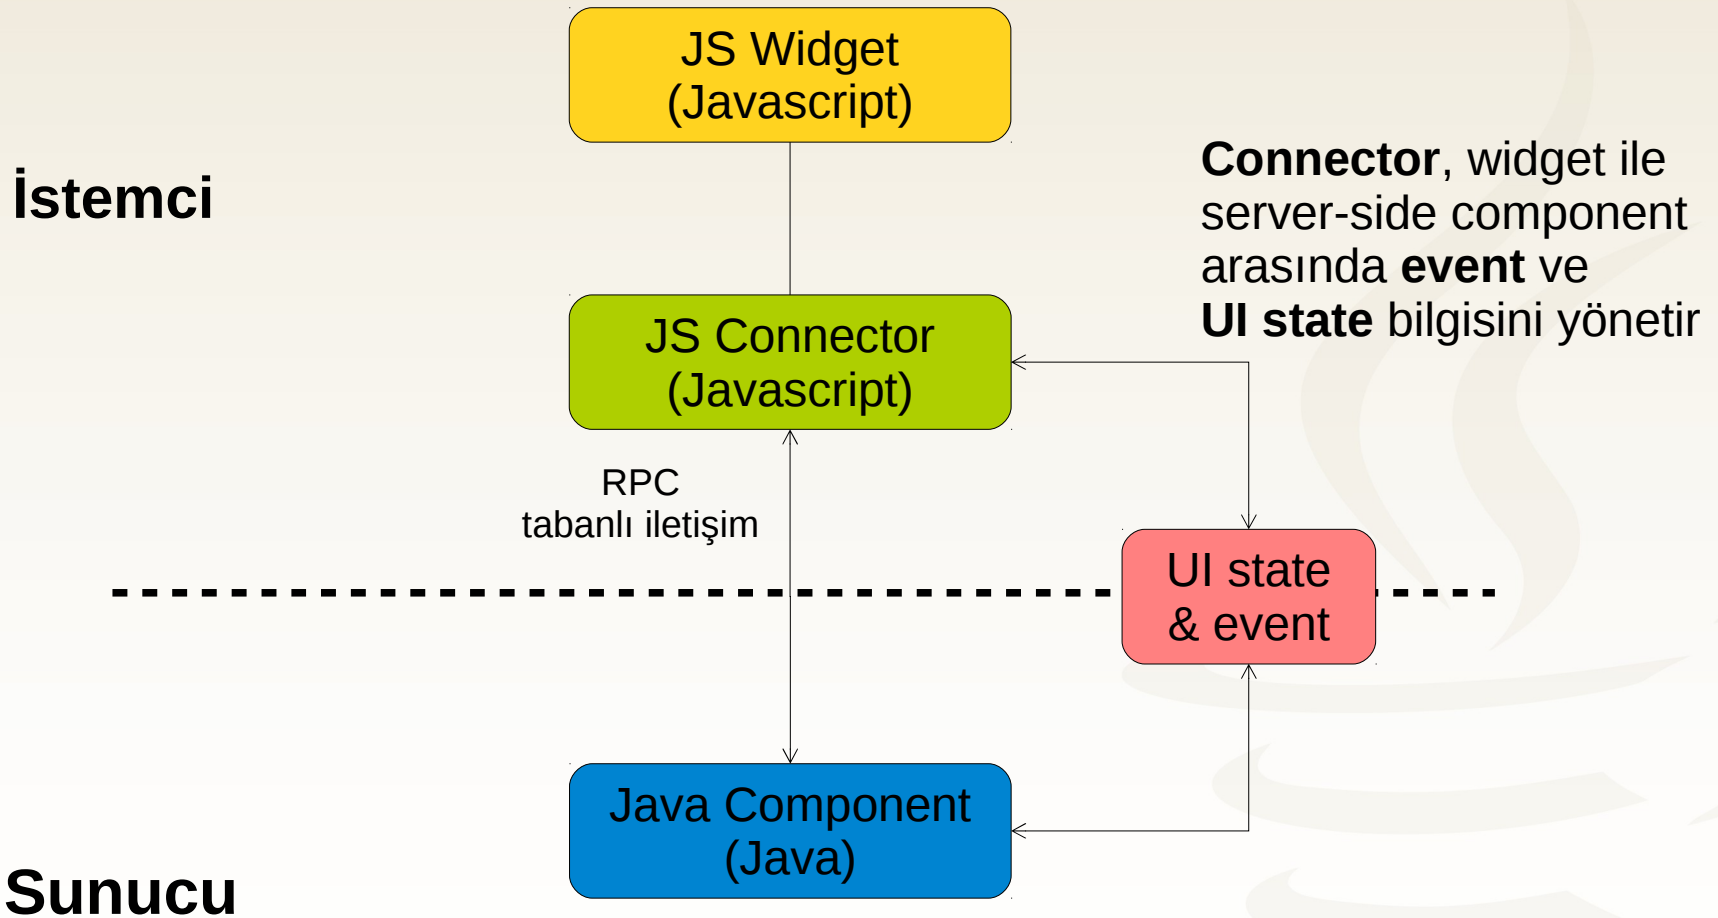 JS Widget
(Javascript)
İstemci
Connector, widget ile
server-side component
arasında event ve
UI state bilgisini yönetir
JS Connector
(Javascript)
RPC
tabanlı iletişim
UI state
& event
Java Component
(Java)
Sunucu